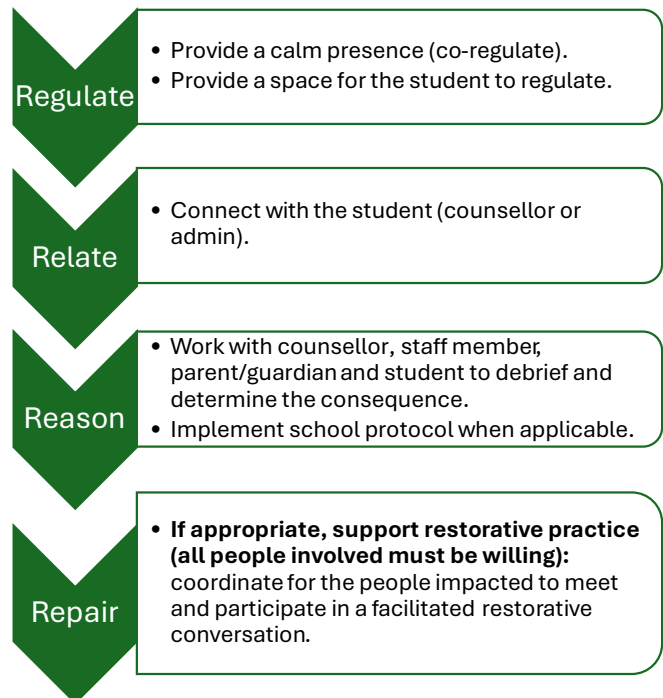 Regulate
• Provide a calm presence (co-regulate).
• Provide a space for the student to regulate.
Relate
• Connect with the student (counsellor or
admin).
Reason
• Work with counsellor, staff member,
parent/guardian and student to debrief and
determine the consequence.
• Implement school protocol when applicable.
Repair
• If appropriate, support restorative practice
(all people involved must be willing):
coordinate for the people impacted to meet
and participate in a facilitated restorative
conversation.